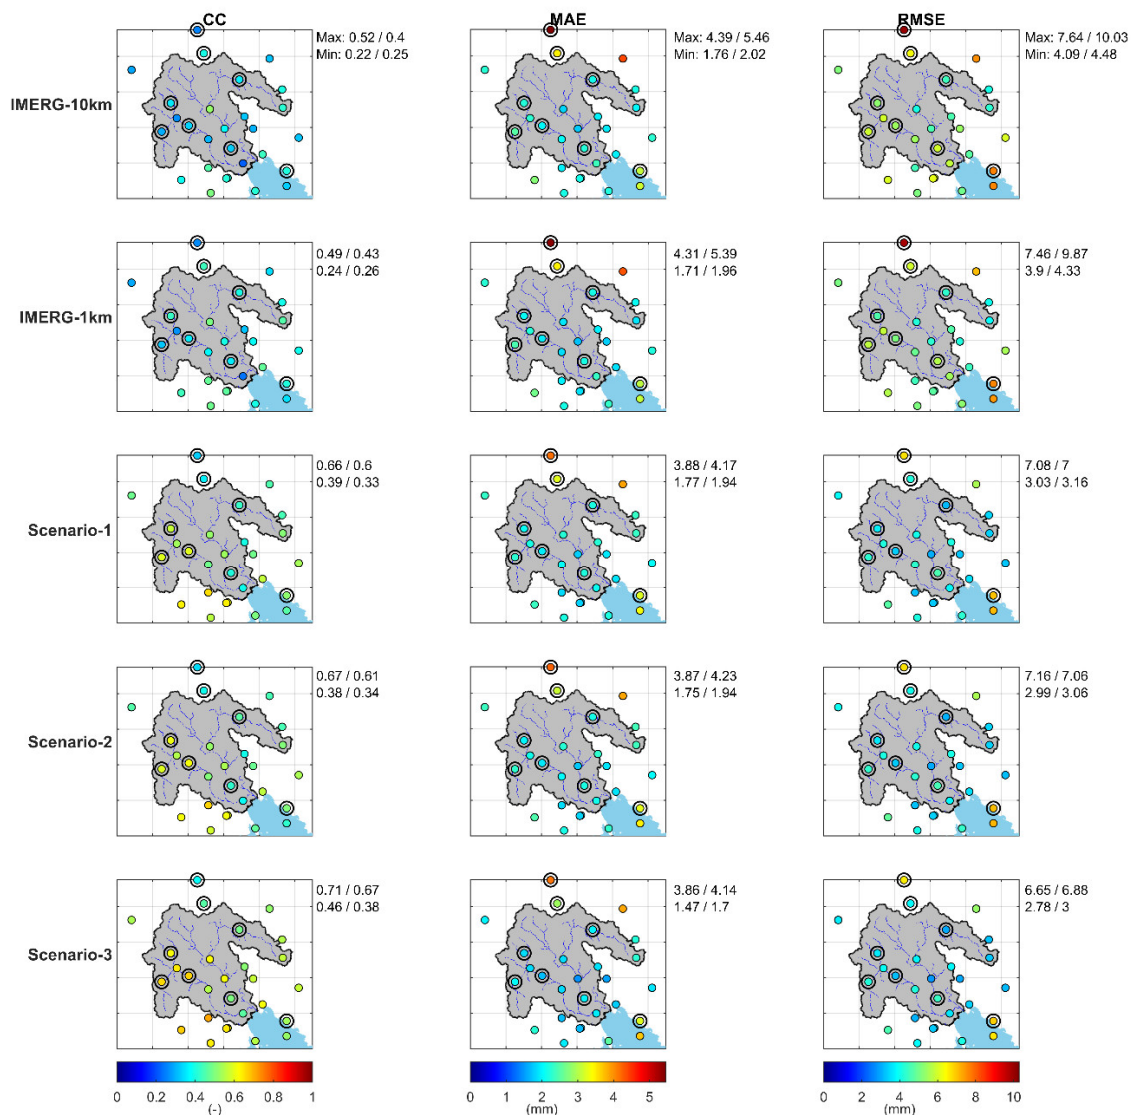 CC
MAE
RMSE
IMERG-10km
Max: 0.52 / 0.4
Min: 0.22 / 0.25
Max: 4.39 / 5.46
Min: 1.76 / 2.02
Max: 7.64 / 10.03
Min: 4.09 / 4.48
IMERG-1km
0.49 / 0.43
0.24 / 0.26
4.31 / 5.39
1.71 / 1.96
7.46 / 9.87
3.9 / 4.33
Scenario-1
0.66 / 0.6
0.39 / 0.33
3.88 / 4.17
1.77 / 1.94
7.08 / 7
3.03 / 3.16
Scenario-2
0.67 / 0.61
0.38 / 0.34
3.87 / 4.23
1.75 / 1.94
7.16 / 7.06
2.99 / 3.06
Scenario-3
0.71 / 0.67
0.46 / 0.38
3.86 / 4.14
1.47 / 1.7
6.65 / 6.88
2.78 / 3
0 0.2 0.4 0.6 0.8 1
(-)
0 1 2 3 4 5
(mm)
0 2 4 6 8 10
(mm)